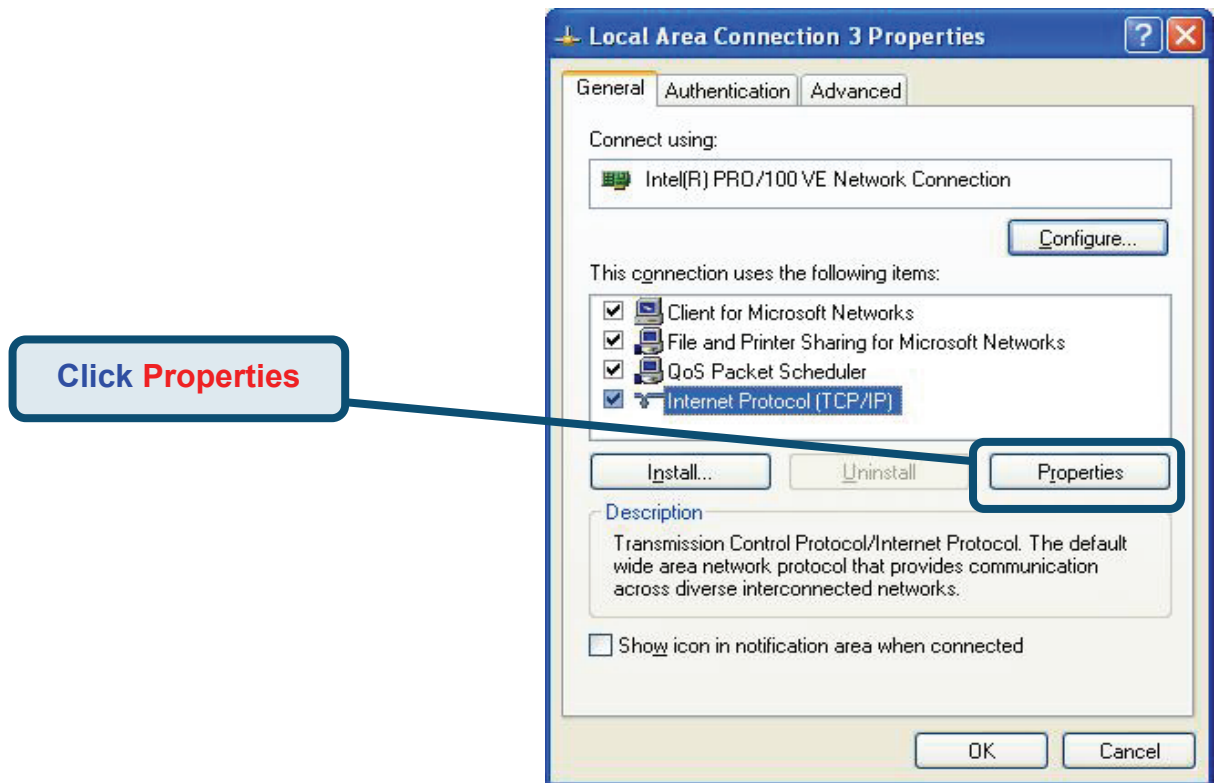 Local Area Connection 3 Properties
General Authentication Advanced
Connect using:
Intel(R) PRO/100 VE Network Connection
Configure...
This connection uses the following items:
Client for Microsoft Networks
File and Printer Sharing for Microsoft Networks
QoS Packet Scheduler
Internet Protocol (TCP/IP)
Click Properties
Install... Uninstall Properties
Description
Transmission Control Protocol/Internet Protocol. The default
wide area network protocol that provides communication
across diverse interconnected networks.
Show icon in notification area when connected
OK Cancel